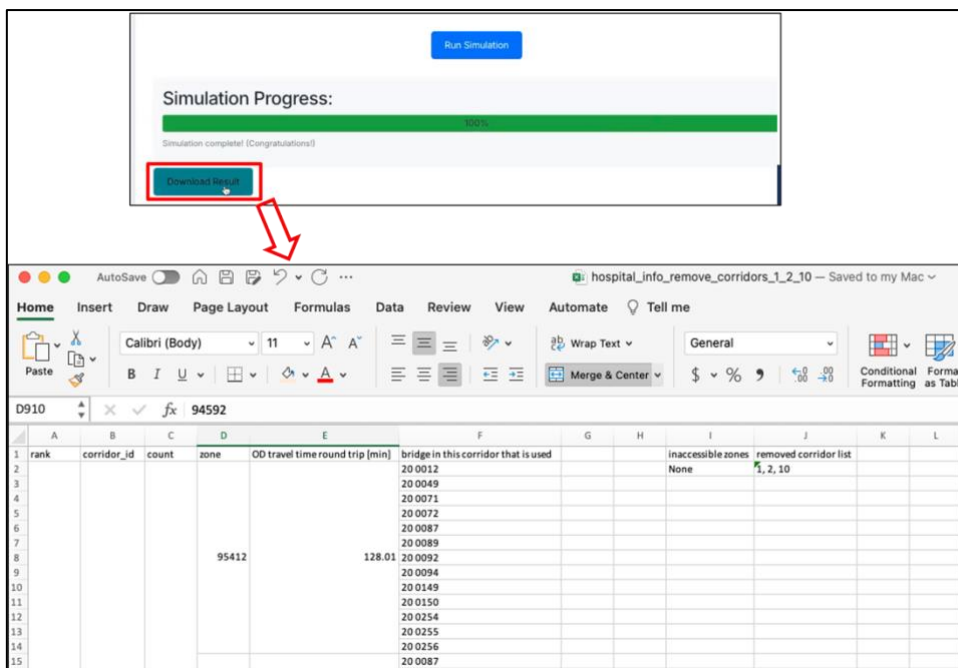 Run Simulation
Simulation Progress:
100%
Simulation complete! (Congratulations!)
Download Result
AutoSave
hospital_info_remove_corridors_1_2_10 — Saved to my Mac
Home Insert Draw Page Layout Formulas Data Review View Automate Tell me
Paste
Calibri (Body) 11 A^ A˅
Wrap Text
General
B I U A
Merge & Center
$ % 9
Conditional Formatting
Forma
as Tabl
D910 fx 94592
A B C D E F G H I J K L
1 rank corridor_id count zone OD travel time round trip [min] bridge in this corridor that is used inaccessible zones removed corridor list
2 20 0012 None 1, 2, 10
3 20 0049
4 20 0071
5 20 0072
6 20 0087
7 20 0089
8 95412 128.01 20 0092
9 20 0094
10 20 0149
11 20 0150
12 20 0254
13 20 0255
14 20 0256
15 20 0087